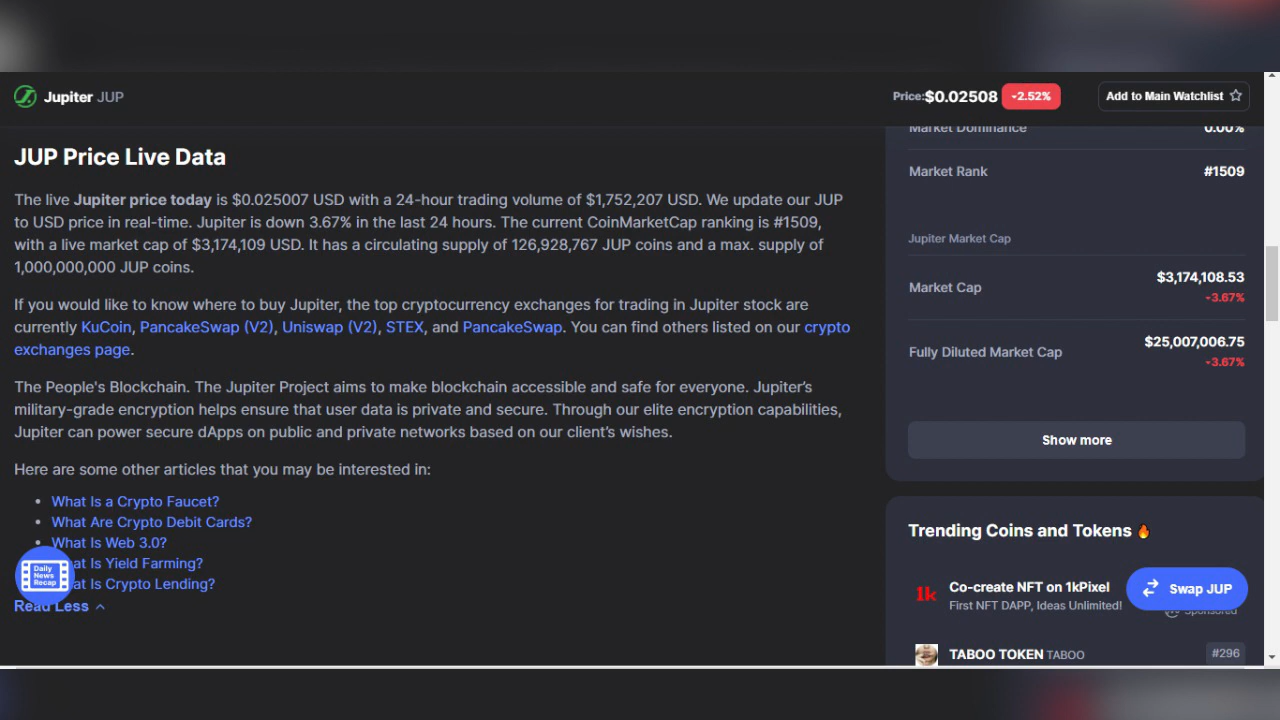 Jupiter JUP
Price:$0.02508 -2.52%
Add to Main Watchlist
JUP Price Live Data
The live Jupiter price today is $0.025007 USD with a 24-hour trading volume of $1,752,207 USD. We update our JUP
to USD price in real-time. Jupiter is down 3.67% in the last 24 hours. The current CoinMarketCap ranking is #1509,
with a live market cap of $3,174,109 USD. It has a circulating supply of 126,928,767 JUP coins and a max. supply of
1,000,000,000 JUP coins.
If you would like to know where to buy Jupiter, the top cryptocurrency exchanges for trading in Jupiter stock are
currently KuCoin, PancakeSwap (V2), Uniswap (V2), STEX, and PancakeSwap. You can find others listed on our crypto
exchanges page.
The People's Blockchain. The Jupiter Project aims to make blockchain accessible and safe for everyone. Jupiter's
military-grade encryption helps ensure that user data is private and secure. Through our elite encryption capabilities,
Jupiter can power secure dApps on public and private networks based on our client's wishes.
Here are some other articles that you may be interested in:
• What Is a Crypto Faucet?
• What Are Crypto Debit Cards?
• What Is Web 3.0?
at Is Yield Farming?
at Is Crypto Lending?
Daily
News
Recap
Read Less
Market Dominance 0.00%
Market Rank #1509
Jupiter Market Cap
Market Cap $3,174,108.53
-3.67%
Fully Diluted Market Cap $25,007,006.75
-3.67%
Show more
Trending Coins and Tokens 🔥
1k Co-create NFT on 1kPixel
First NFT DAPP, Ideas Unlimited!
Swap JUP
Sponsored
TABOO TOKEN TABOO #296